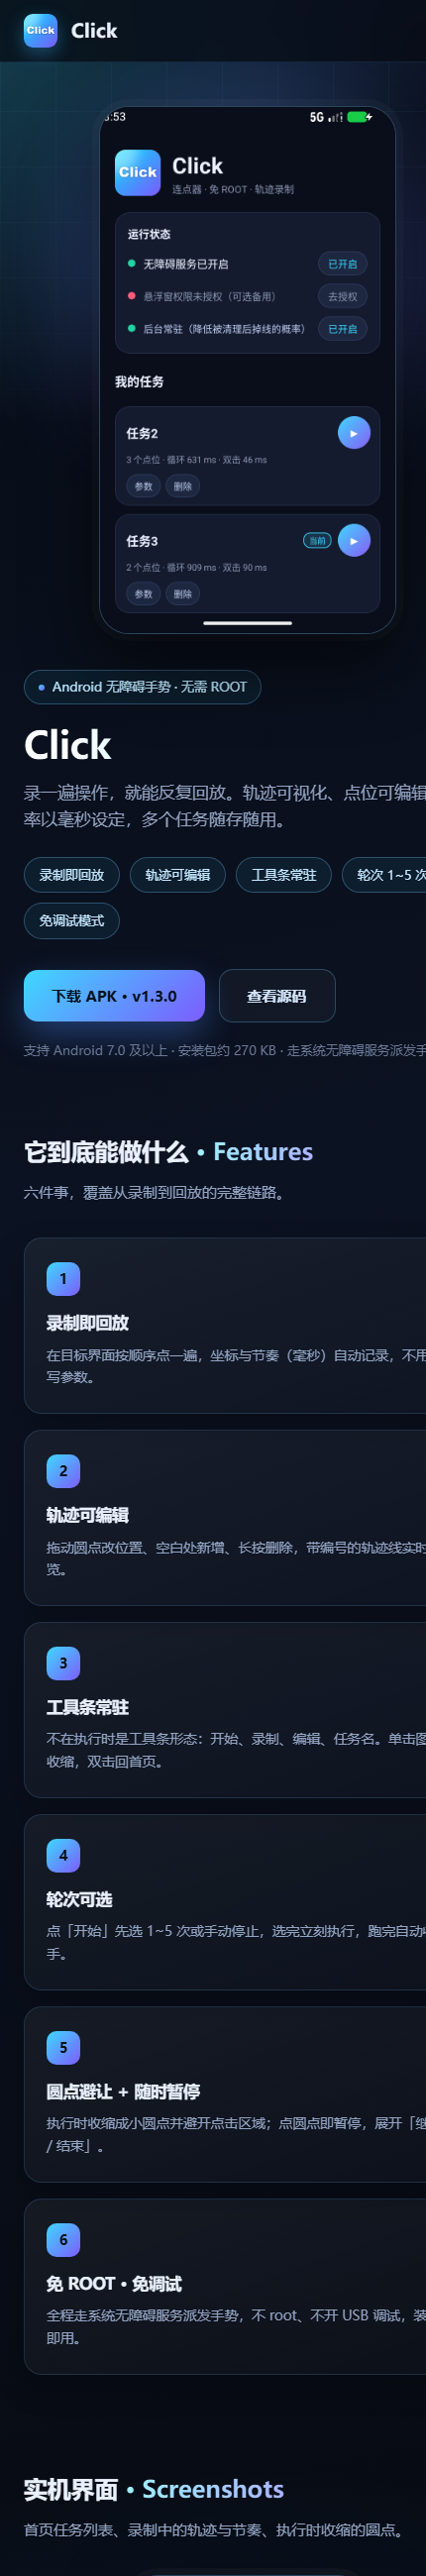 Click
Click
:53
5G
Click
Click
连点器 · 免 ROOT · 轨迹录制
运行状态
无障碍服务已开启
已开启
悬浮窗权限未授权（可选备用）
去授权
后台常驻（降低被清理后掉线的概率）
已开启
我的任务
任务2
3 个点位 · 循环 631 ms · 双击 46 ms
参数
删除
任务3
当前
2 个点位 · 循环 909 ms · 双击 90 ms
参数
删除
Android 无障碍手势 · 无需 ROOT
Click
录一遍操作，就能反复回放。轨迹可视化、点位可编辑
率以毫秒设定，多个任务随存随用。
录制即回放
轨迹可编辑
工具条常驻
轮次 1~5 次
免调试模式
下载 APK · v1.3.0
查看源码
支持 Android 7.0 及以上 · 安装包约 270 KB · 走系统无障碍服务派发手
它到底能做什么 · Features
六件事，覆盖从录制到回放的完整链路。
1
录制即回放
在目标界面按顺序点一遍，坐标与节奏（毫秒）自动记录，不用
写参数。
2
轨迹可编辑
拖动圆点改位置、空白处新增、长按删除，带编号的轨迹线实时
览。
3
工具条常驻
不在执行时是工具条形态：开始、录制、编辑、任务名。单击图
收缩，双击回首页。
4
轮次可选
点「开始」先选 1~5 次或手动停止，选完立刻执行，跑完自动
手。
5
圆点避让 + 随时暂停
执行时收缩成小圆点并避开点击区域；点圆点即暂停，展开「继
/ 结束」。
6
免 ROOT · 免调试
全程走系统无障碍服务派发手势，不 root、不开 USB 调试，装
即用。
实机界面 · Screenshots
首页任务列表、录制中的轨迹与节奏、执行时收缩的圆点。